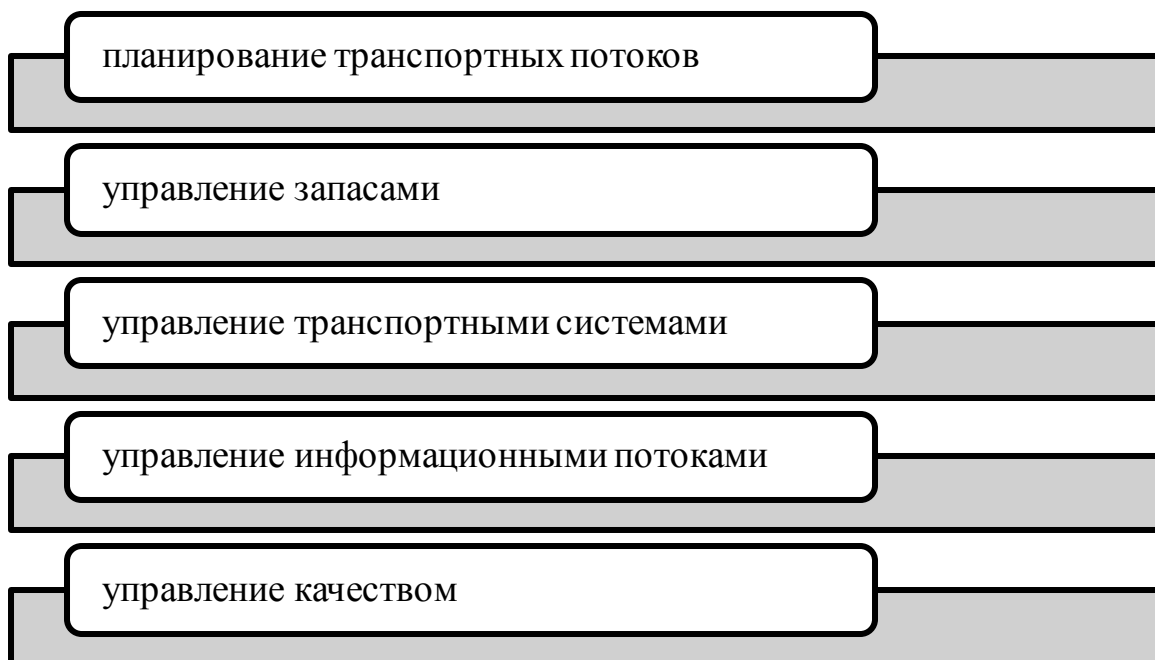 планирование транспортных потоков
управление запасами
управление транспортными системами
управление информационными потоками
управление качеством